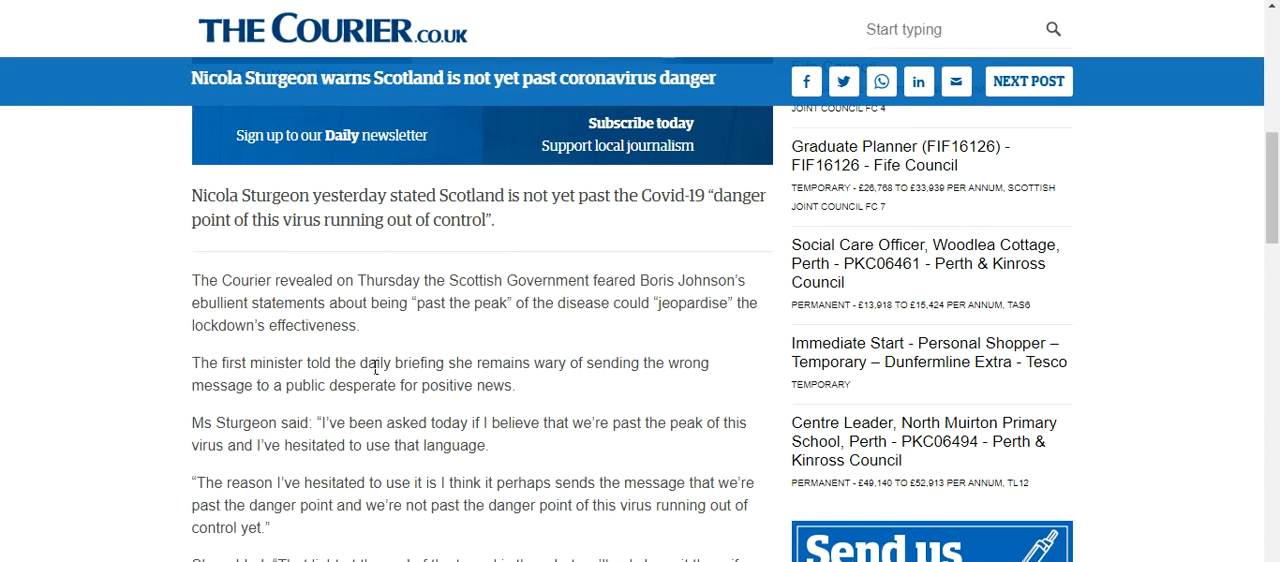 THE COURIER.CO.UK
Start typing
Nicola Sturgeon warns Scotland is not yet past coronavirus danger
NEXT POST
Sign up to our Daily newsletter
Subscribe today
Support local journalism
Nicola Sturgeon yesterday stated Scotland is not yet past the Covid-19 “danger
point of this virus running out of control”.
The Courier revealed on Thursday the Scottish Government feared Boris Johnson’s
ebullient statements about being “past the peak” of the disease could “jeopardise” the
lockdown’s effectiveness.
The first minister told the daily briefing she remains wary of sending the wrong
message to a public desperate for positive news.
Ms Sturgeon said: “I’ve been asked today if I believe that we’re past the peak of this
virus and I’ve hesitated to use that language.
“The reason I’ve hesitated to use it is I think it perhaps sends the message that we’re
past the danger point and we’re not past the danger point of this virus running out of
control yet.”
JOINT COUNCIL FC 4
Graduate Planner (FIF16126) -
FIF16126 - Fife Council
TEMPORARY - £26,768 TO £33,939 PER ANNUM, SCOTTISH
JOINT COUNCIL FC 7
Social Care Officer, Woodlea Cottage,
Perth - PKC06461 - Perth & Kinross
Council
PERMANENT - £13,918 TO £15,424 PER ANNUM, TAS6
Immediate Start - Personal Shopper –
Temporary – Dunfermline Extra - Tesco
TEMPORARY
Centre Leader, North Muirton Primary
School, Perth - PKC06494 - Perth &
Kinross Council
PERMANENT - £49,140 TO £52,913 PER ANNUM, TL12
Send us